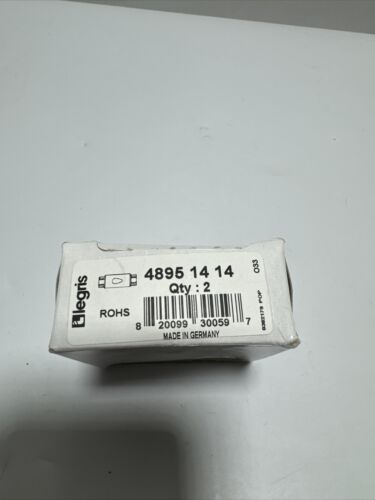 legris
4895 14 14
Qty : 2
ROHS
8 20099 30059 7
MADE IN GERMANY
O33